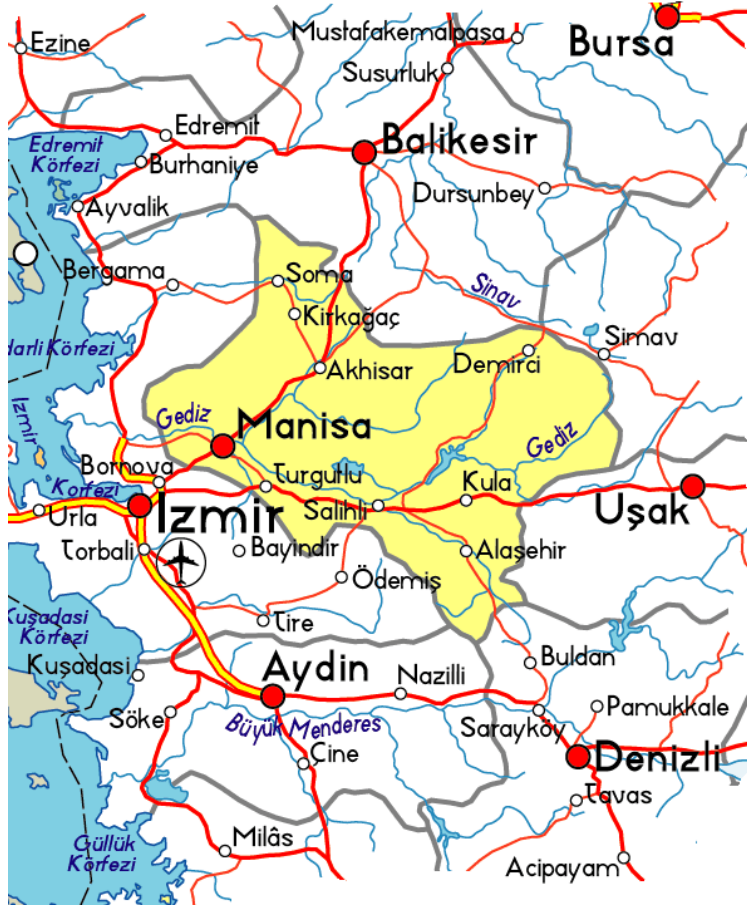 Mustafakemalpaşa
Bursa
Ezine
Susurluk
Edremit
Balikesir
Edremit
Körfezi
Burhaniye
Dursunbey
Ayvalik
Bergama
Soma
Sinav
Kirkağaç
Simav
darli Körfezi
Akhisar
Demirci
Izmir
Gediz
Manisa
Gediz
Bornova
Turgutlu
Kula
Korfezi
Salihli
Uşak
Urla
Izmir
Torbali
Bayindir
Alaşehir
Ödemiş
Kuşadasi
Körfezi
Tire
Kuşadasi
Aydin
Nazilli
Buldan
Söke
Büyük Menderes
Sarayköy
Pamukkale
Çine
Denizli
Tavas
Güllük
Körfezi
Milâs
Acipayam